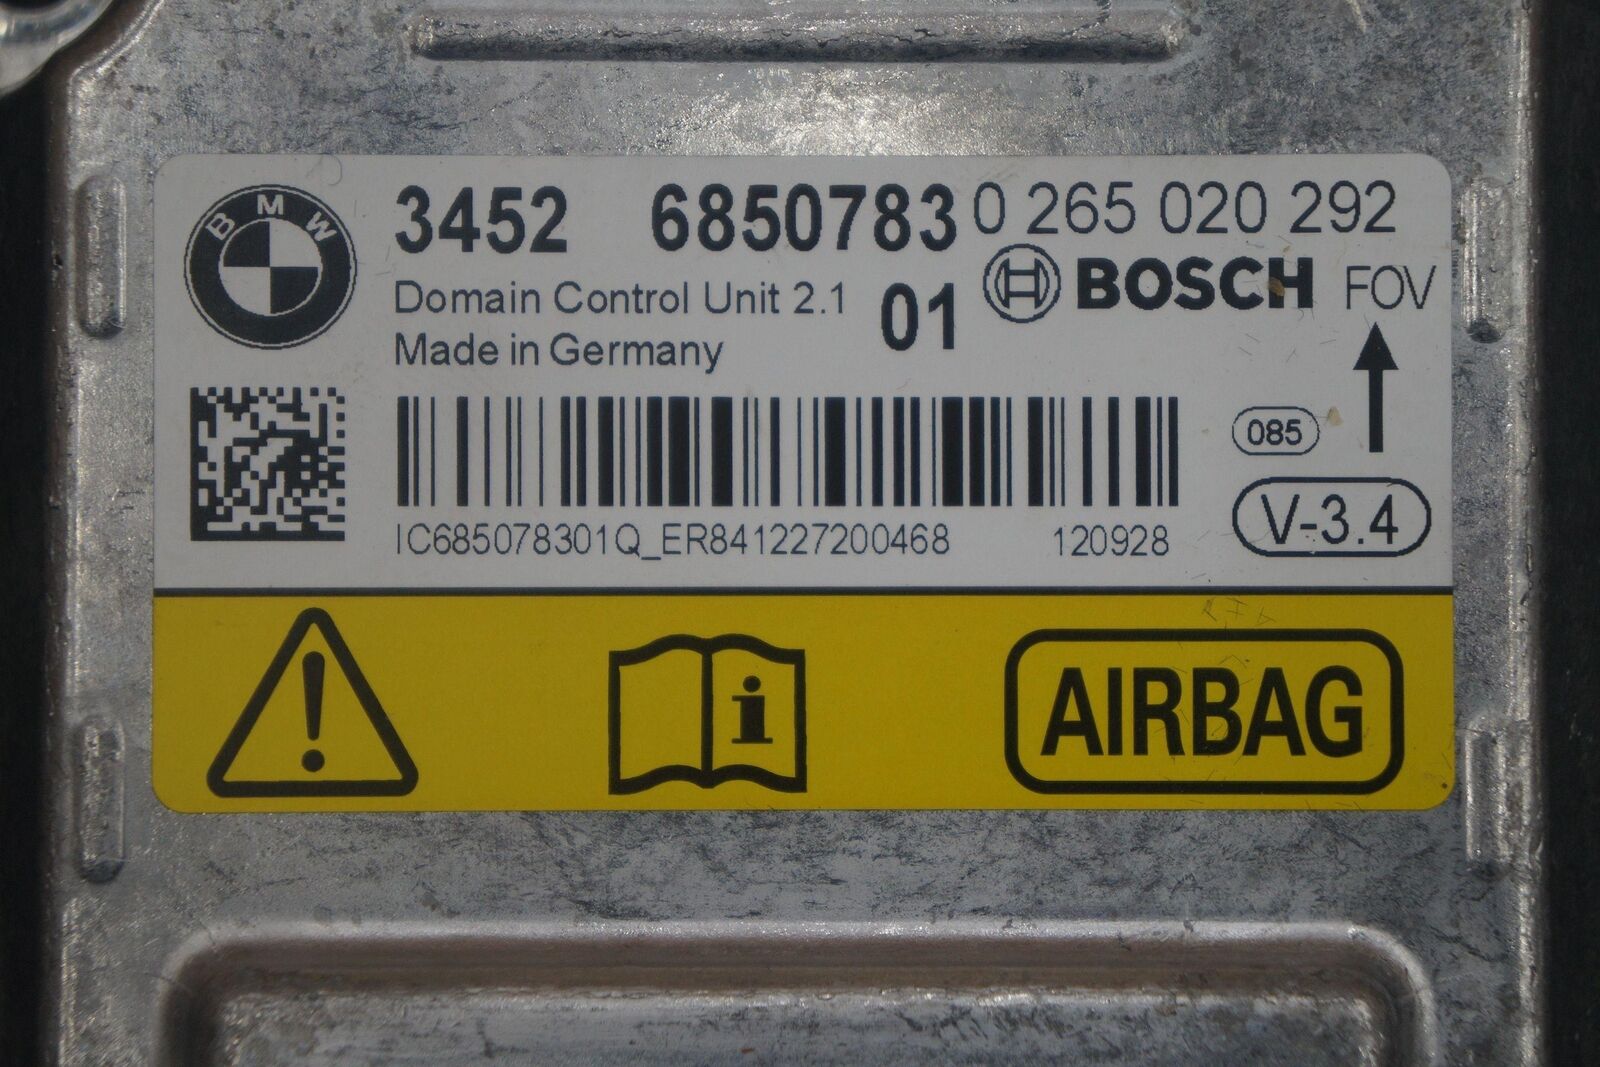 BMW
3452 6850783 0 265 020 292
Domain Control Unit 2.1 01 BOSCH FOV
Made in Germany
085
V-3.4
IC685078301Q_ER841227200468 120928
i
AIRBAG